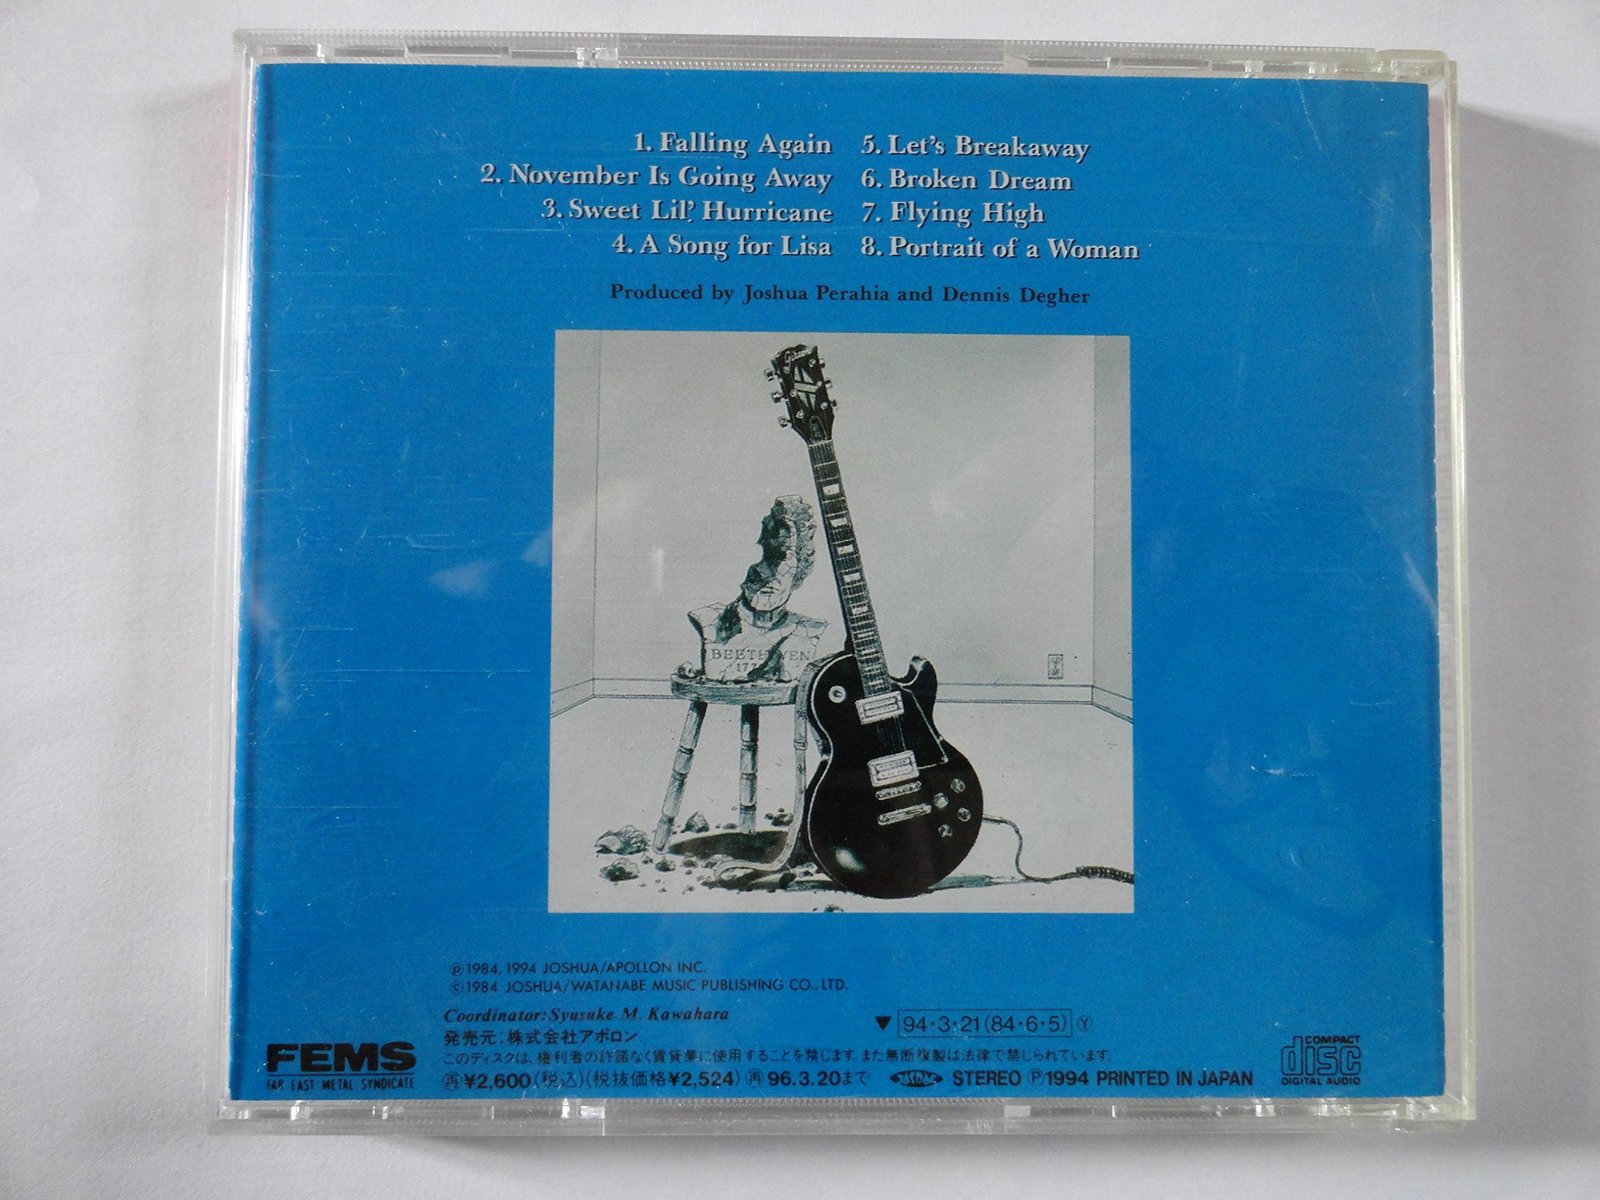 1. Falling Again
2. November Is Going Away
3. Sweet Lil' Hurricane
4. A Song for Lisa
5. Let's Breakaway
6. Broken Dream
7. Flying High
8. Portrait of a Woman
Produced by Joshua Perahia and Dennis Degher
BEETHOVEN
177
Ⓟ1984, 1994 JOSHUA/APOLLON INC.
©1984 JOSHUA/WATANABE MUSIC PUBLISHING CO., LTD.
Coordinator: Syusuke M. Kawahara
発売元:株式会社アポロン
▼ 94・3・21(84・6・5) Ⓨ
このディスクは、権利者の許諾なく賃貸業に使用することを禁じます。また無断複製は法律で禁じられています。
再¥2,600(税込)(税抜価格¥2,524)再96.3.20まで
STEREO Ⓟ1994 PRINTED IN JAPAN
FEMS
FAR EAST METAL SYNDICATE
COMPACT
disc
DIGITAL AUDIO